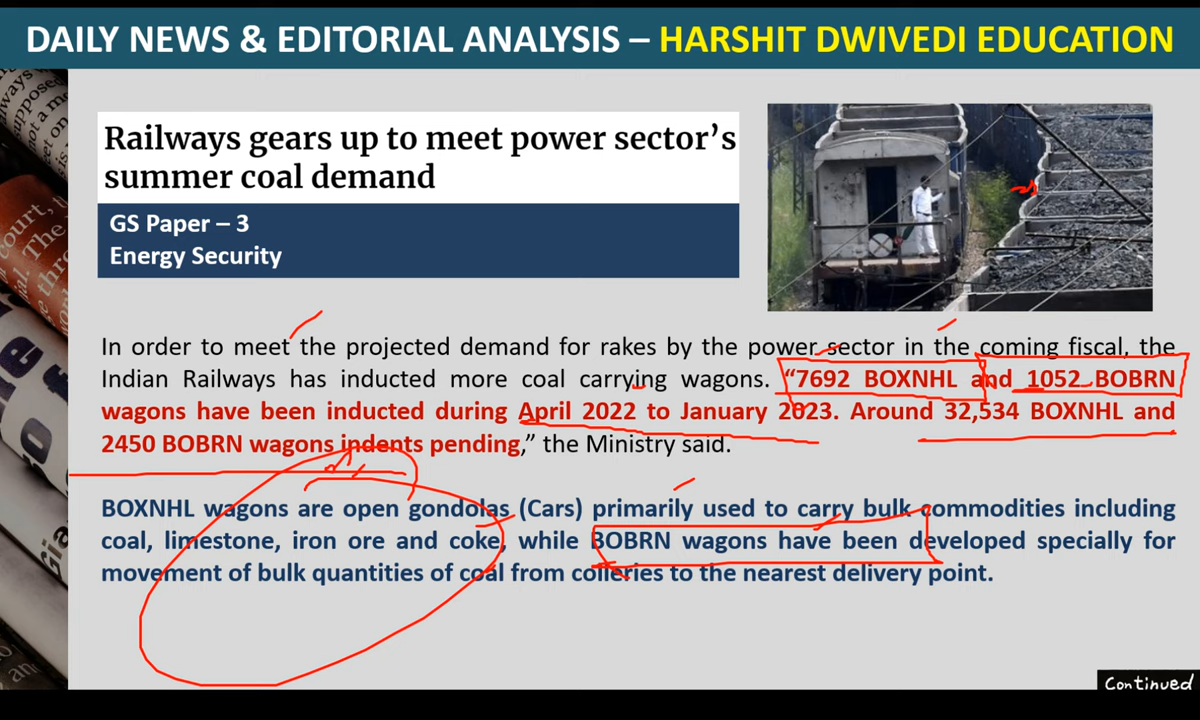 DAILY NEWS & EDITORIAL ANALYSIS – HARSHIT DWIVEDI EDUCATION
Railways gears up to meet power sector's
summer coal demand
GS Paper – 3
Energy Security
In order to meet the projected demand for rakes by the power sector in the coming fiscal, the
Indian Railways has inducted more coal carrying wagons. “7692 BOXNHL and 1052 BOBRN
wagons have been inducted during April 2022 to January 2023. Around 32,534 BOXNHL and
2450 BOBRN wagons indents pending,” the Ministry said.
BOXNHL wagons are open gondolas (Cars) primarily used to carry bulk commodities including
coal, limestone, iron ore and coke, while BOBRN wagons have been developed specially for
movement of bulk quantities of coal from colleries to the nearest delivery point.
Continued